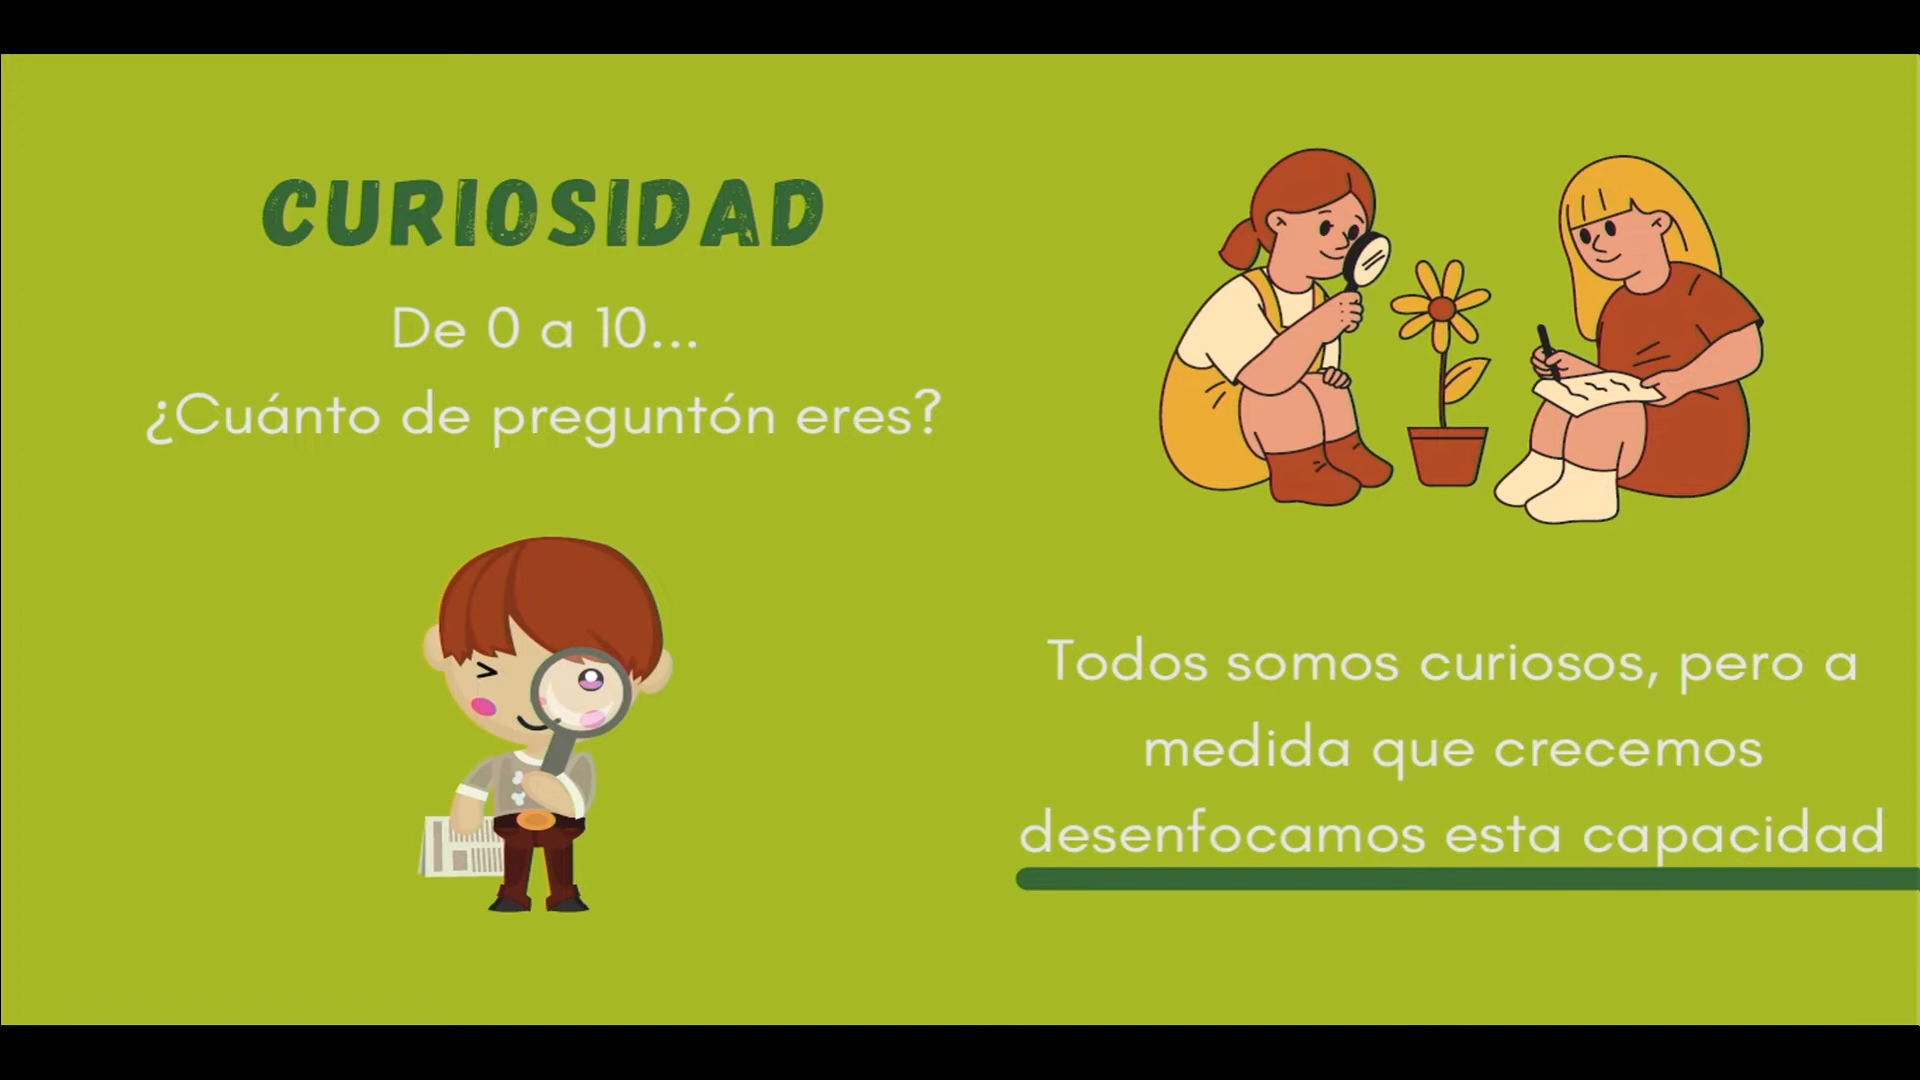 CURIOSIDAD
De 0 a 10...
¿Cuánto de preguntón eres?
Todos somos curiosos, pero a
medida que crecemos
desenfocamos esta capacidad